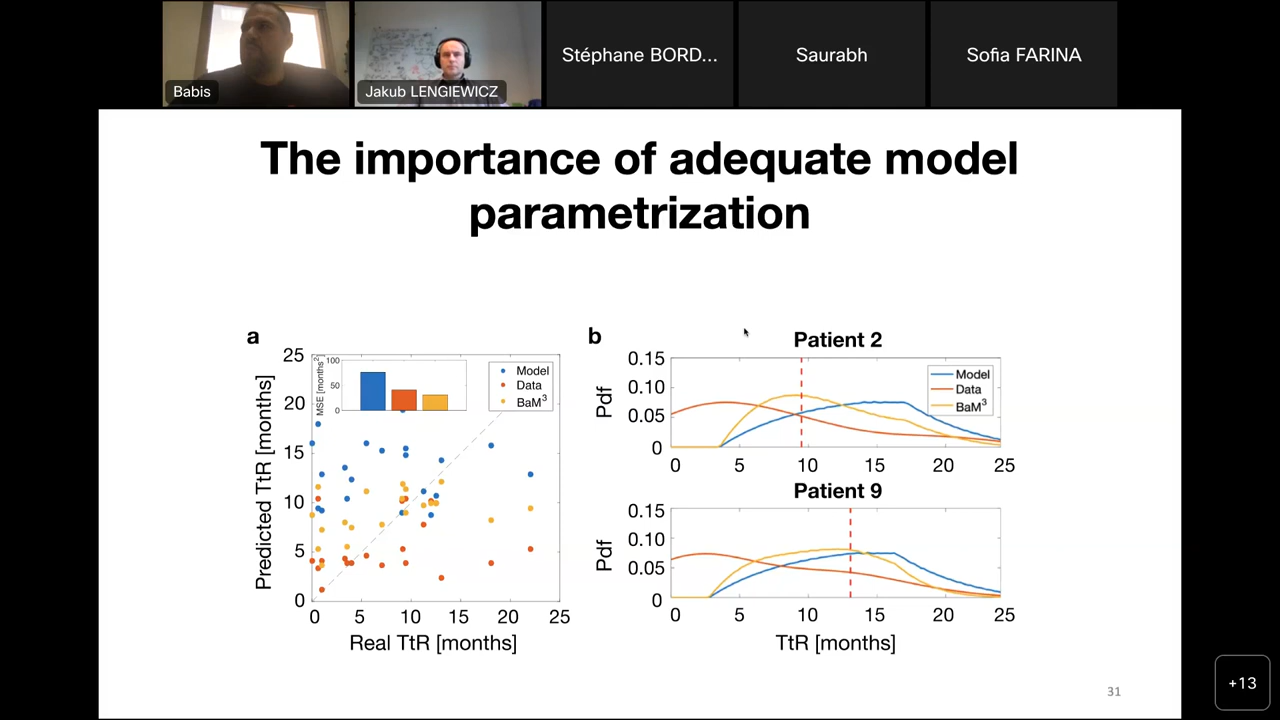 Babis
Jakub LENGIEWICZ
Stéphane BORD...
Saurabh
Sofia FARINA
The importance of adequate model
parametrization
a
Predicted TtR [months]
25
20
15
10
5
0
MSE [months²]
100
50
0
Model
Data
BaM³
0 5 10 15 20 25
Real TtR [months]
b
Patient 2
Pdf
0.15
0.10
0.05
0
Model
Data
BaM³
0 5 10 15 20 25
Patient 9
Pdf
0.15
0.10
0.05
0
0 5 10 15 20 25
TtR [months]
31
+13